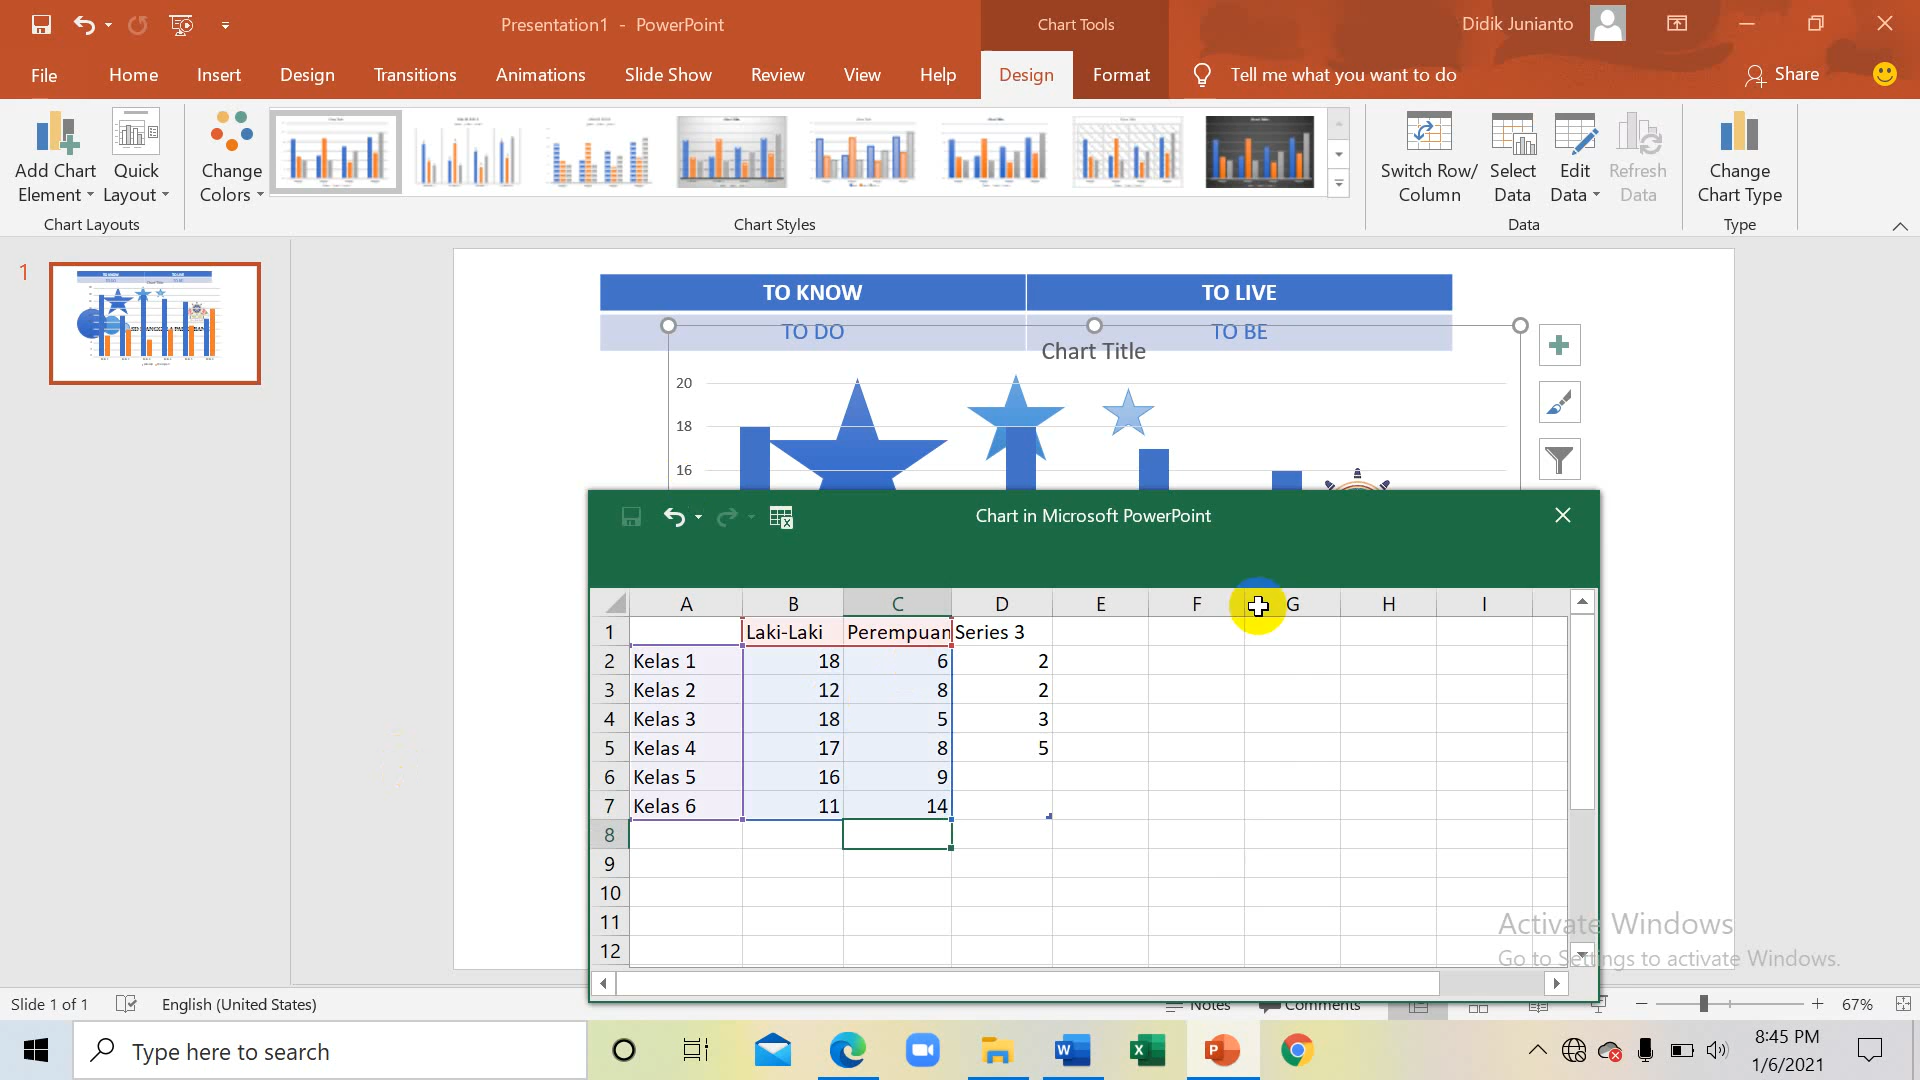 Presentation1 - PowerPoint
Chart Tools
Didik Junianto
File Home Insert Design Transitions Animations Slide Show Review View Help Design Format Tell me what you want to do Share
Add Chart Element
Quick Layout
Change Colors
Switch Row/ Column
Select Data
Edit Data
Refresh Data
Change Chart Type
Chart Layouts
Chart Styles
Data
Type
1
TO KNOW TO LIVE
TO DO TO BE
Chart Title
20
18
16
Chart in Microsoft PowerPoint
A B C D E F G H I
1 Laki-Laki Perempuan Series 3
2 Kelas 1 18 6 2
3 Kelas 2 12 8 2
4 Kelas 3 18 5 3
5 Kelas 4 17 8 5
6 Kelas 5 16 9
7 Kelas 6 11 14
8
9
10
11
12
Activate Windows
Go to Settings to activate Windows.
Slide 1 of 1 English (United States) Notes Comments 67%
Type here to search
8:45 PM
1/6/2021